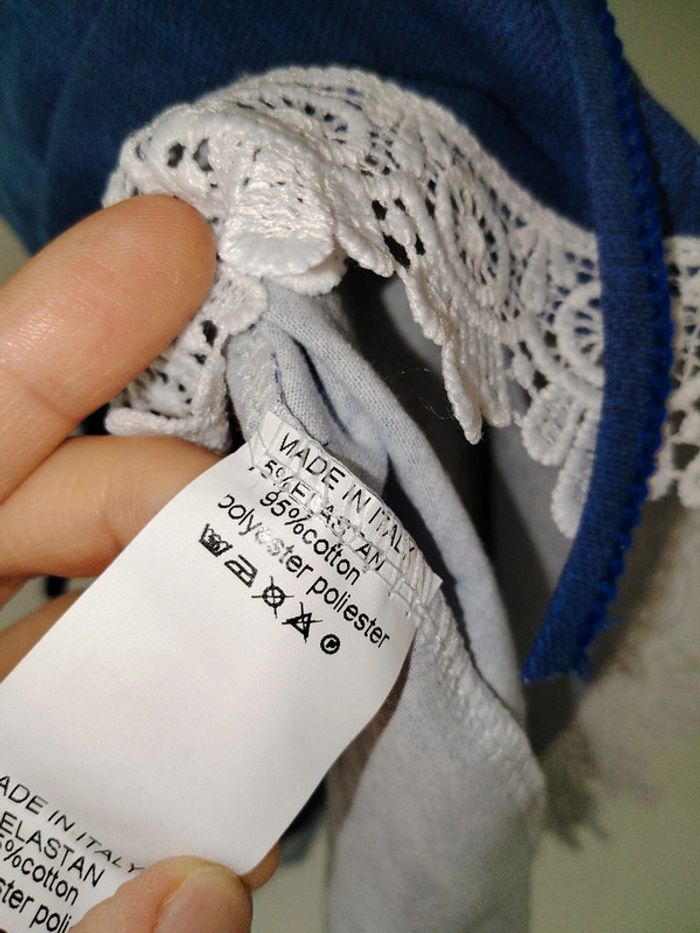 MADE IN ITALY
5%ELASTAN
95%cotton
polyester poliester
ADE IN ITALY
ELASTAN
5%cotton
ster poli